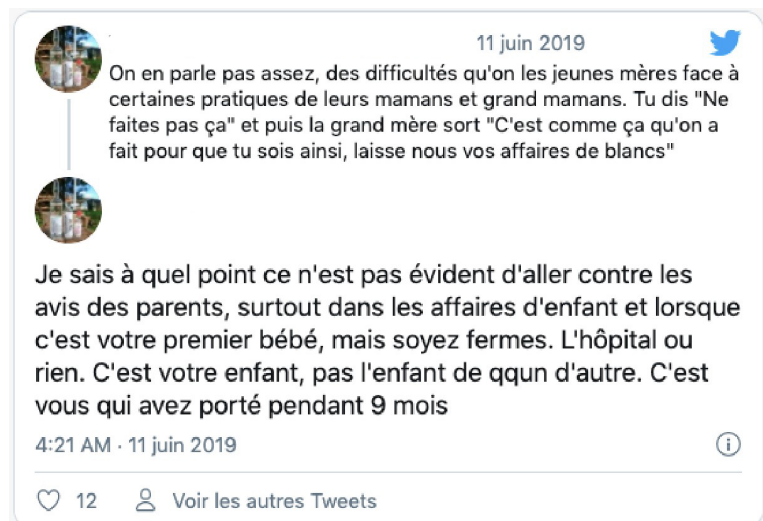 11 juin 2019
On en parle pas assez, des difficultés qu'on les jeunes mères face à
certaines pratiques de leurs mamans et grand mamans. Tu dis "Ne
faites pas ça" et puis la grand mère sort "C'est comme ça qu'on a
fait pour que tu sois ainsi, laisse nous vos affaires de blancs"
Je sais à quel point ce n'est pas évident d'aller contre les
avis des parents, surtout dans les affaires d'enfant et lorsque
c'est votre premier bébé, mais soyez fermes. L'hôpital ou
rien. C'est votre enfant, pas l'enfant de qqun d'autre. C'est
vous qui avez porté pendant 9 mois
4:21 AM · 11 juin 2019
12 Voir les autres Tweets